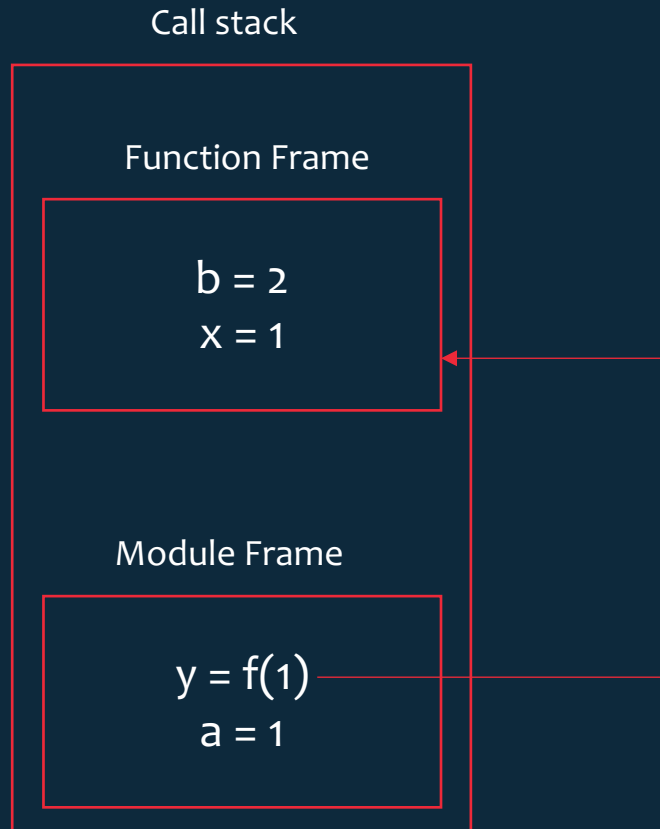 Call stack
Function Frame
b = 2
x = 1
Module Frame
y = f(1)
a = 1